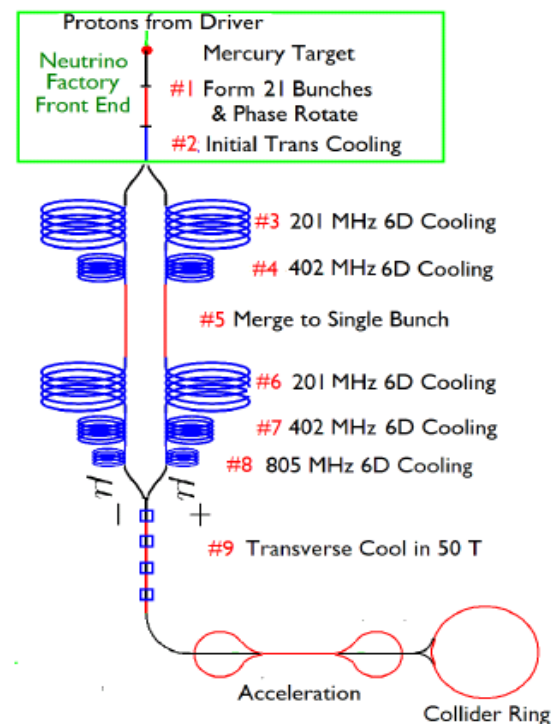 Protons from Driver
Neutrino
Factory
Front End
Mercury Target
#1 Form 21 Bunches
& Phase Rotate
#2: Initial Trans Cooling
#3 201 MHz 6D Cooling
#4 402 MHz 6D Cooling
#5 Merge to Single Bunch
#6 201 MHz 6D Cooling
#7 402 MHz 6D Cooling
#8 805 MHz 6D Cooling
μ− μ+
#9 Transverse Cool in 50 T
Acceleration
Collider Ring